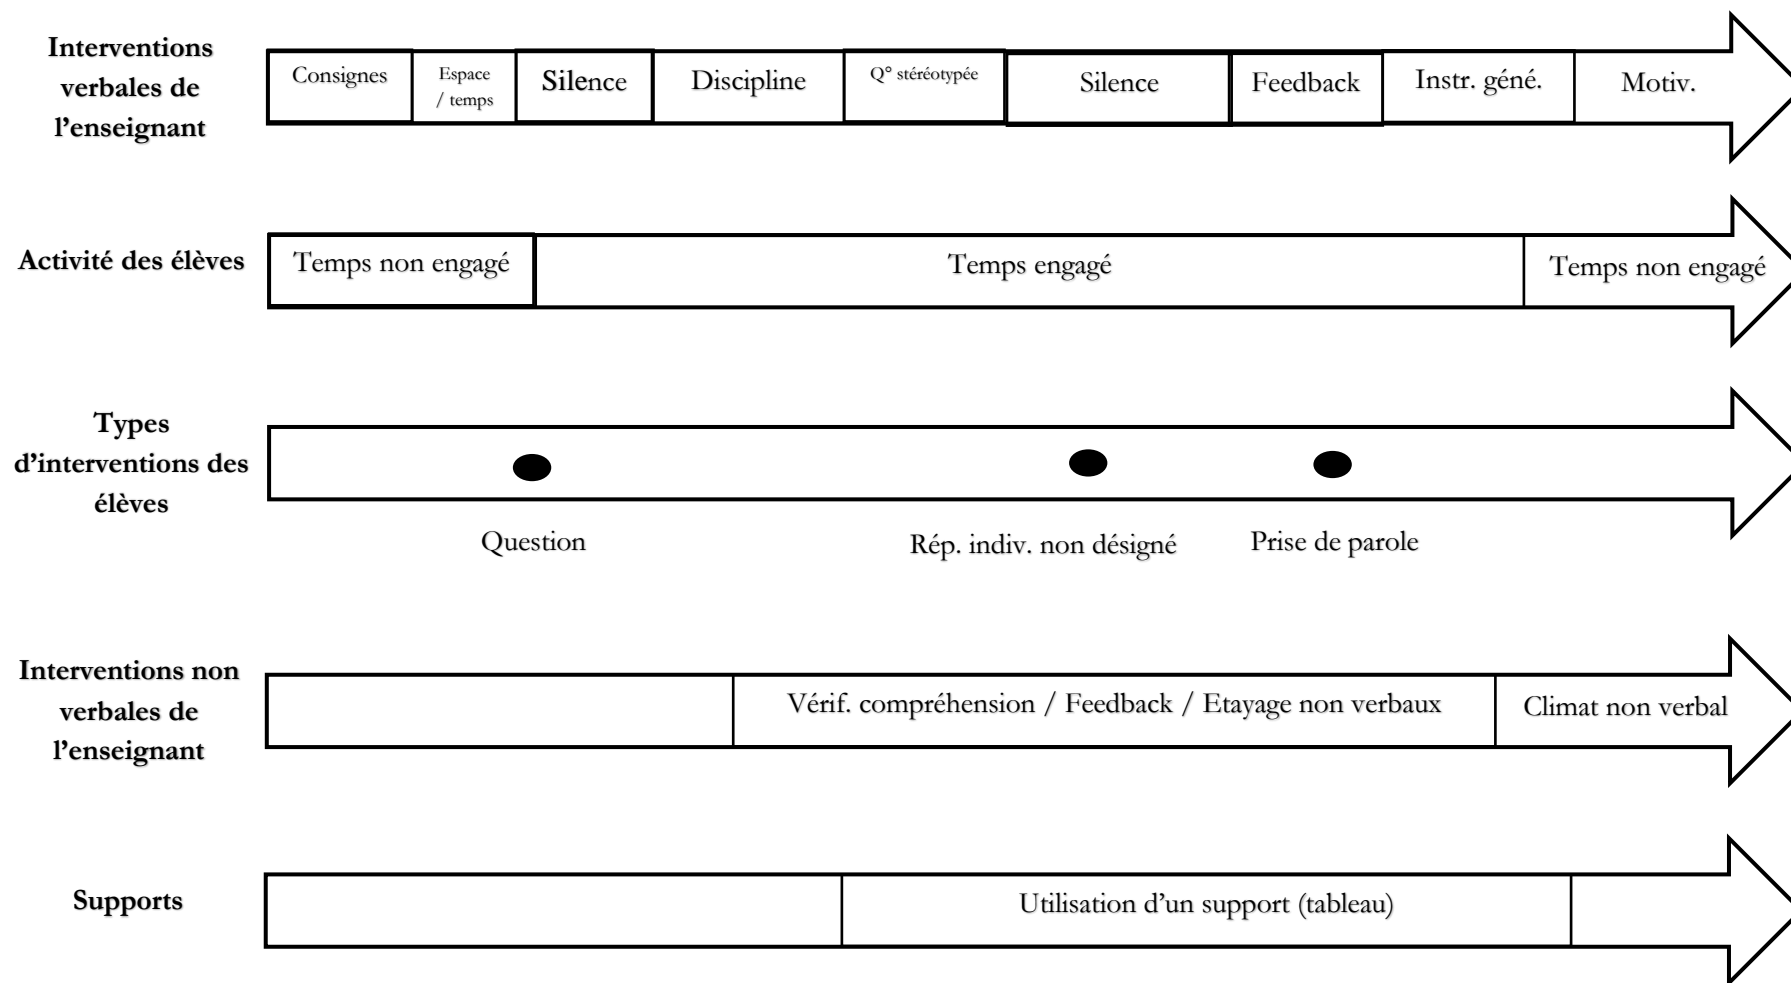 Interventions
verbales de
l’enseignant
Consignes
Espace
/ temps
Silence
Discipline
Q° stéréotypée
Silence
Feedback
Instr. géné.
Motiv.
Activité des élèves
Temps non engagé
Temps engagé
Temps non engagé
Types
d’interventions des
élèves
Question
Rép. indiv. non désigné
Prise de parole
Interventions non
verbales de
l’enseignant
Vérif. compréhension / Feedback / Etayage non verbaux
Climat non verbal
Supports
Utilisation d’un support (tableau)